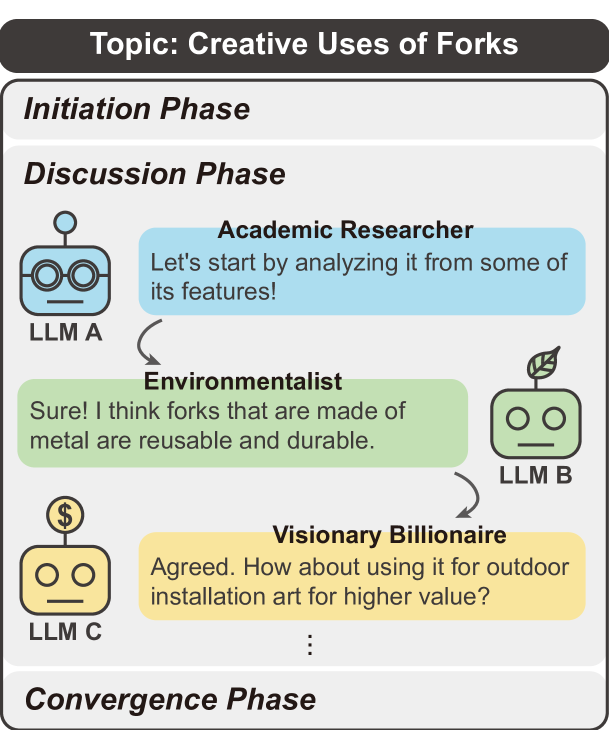 Topic: Creative Uses of Forks
Initiation Phase
Discussion Phase
Academic Researcher
Let's start by analyzing it from some of
its features!
LLM A
Environmentalist
Sure! I think forks that are made of
metal are reusable and durable.
LLM B
$
Visionary Billionaire
Agreed. How about using it for outdoor
installation art for higher value?
LLM C
⋮
Convergence Phase